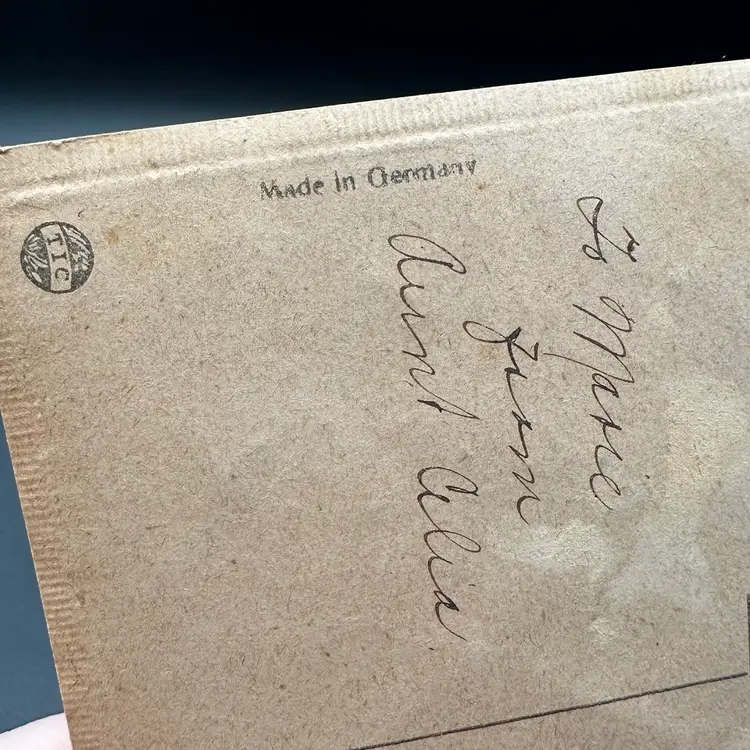 Made in Germany
TIC
To Marie
from
Aunt Celia